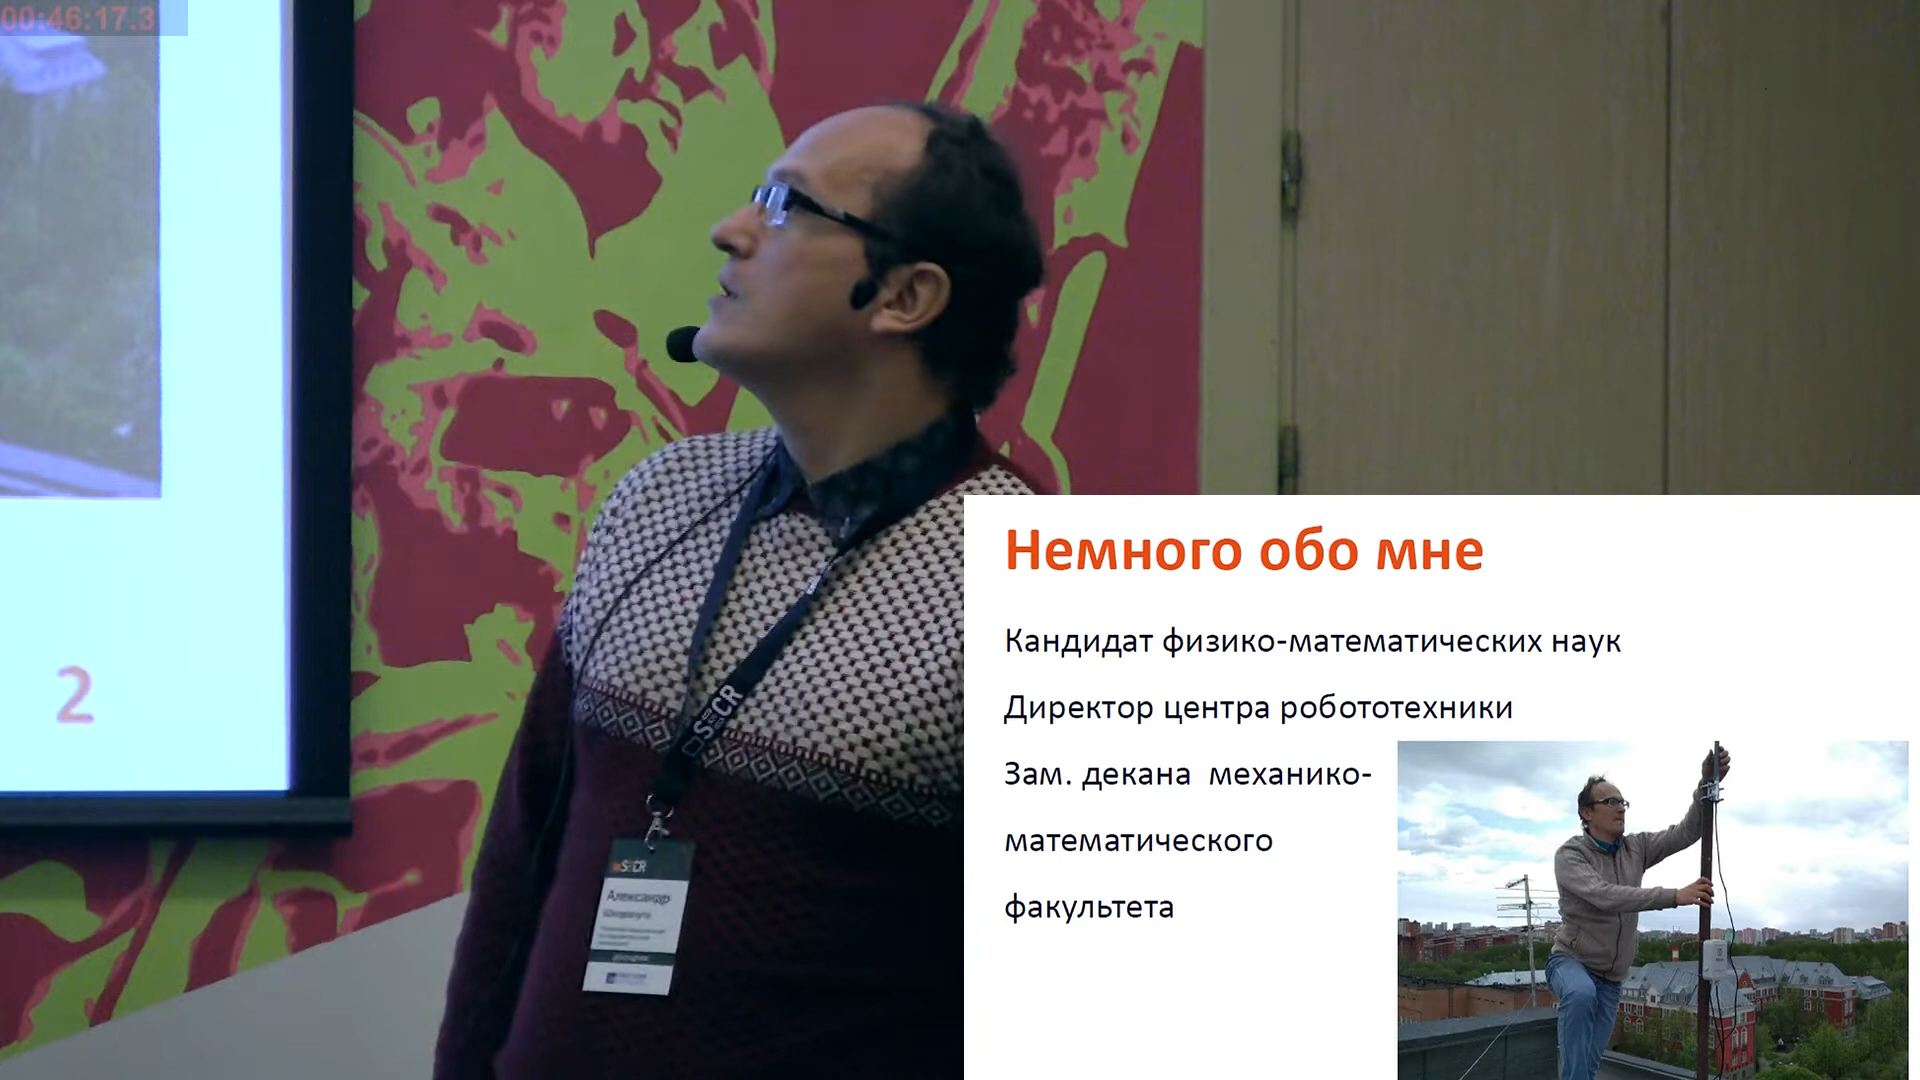 00:46:17.3
2
SECR
SECR
Александр
Немного обо мне
Кандидат физико-математических наук
Директор центра робототехники
Зам. декана механико-
математического
факультета